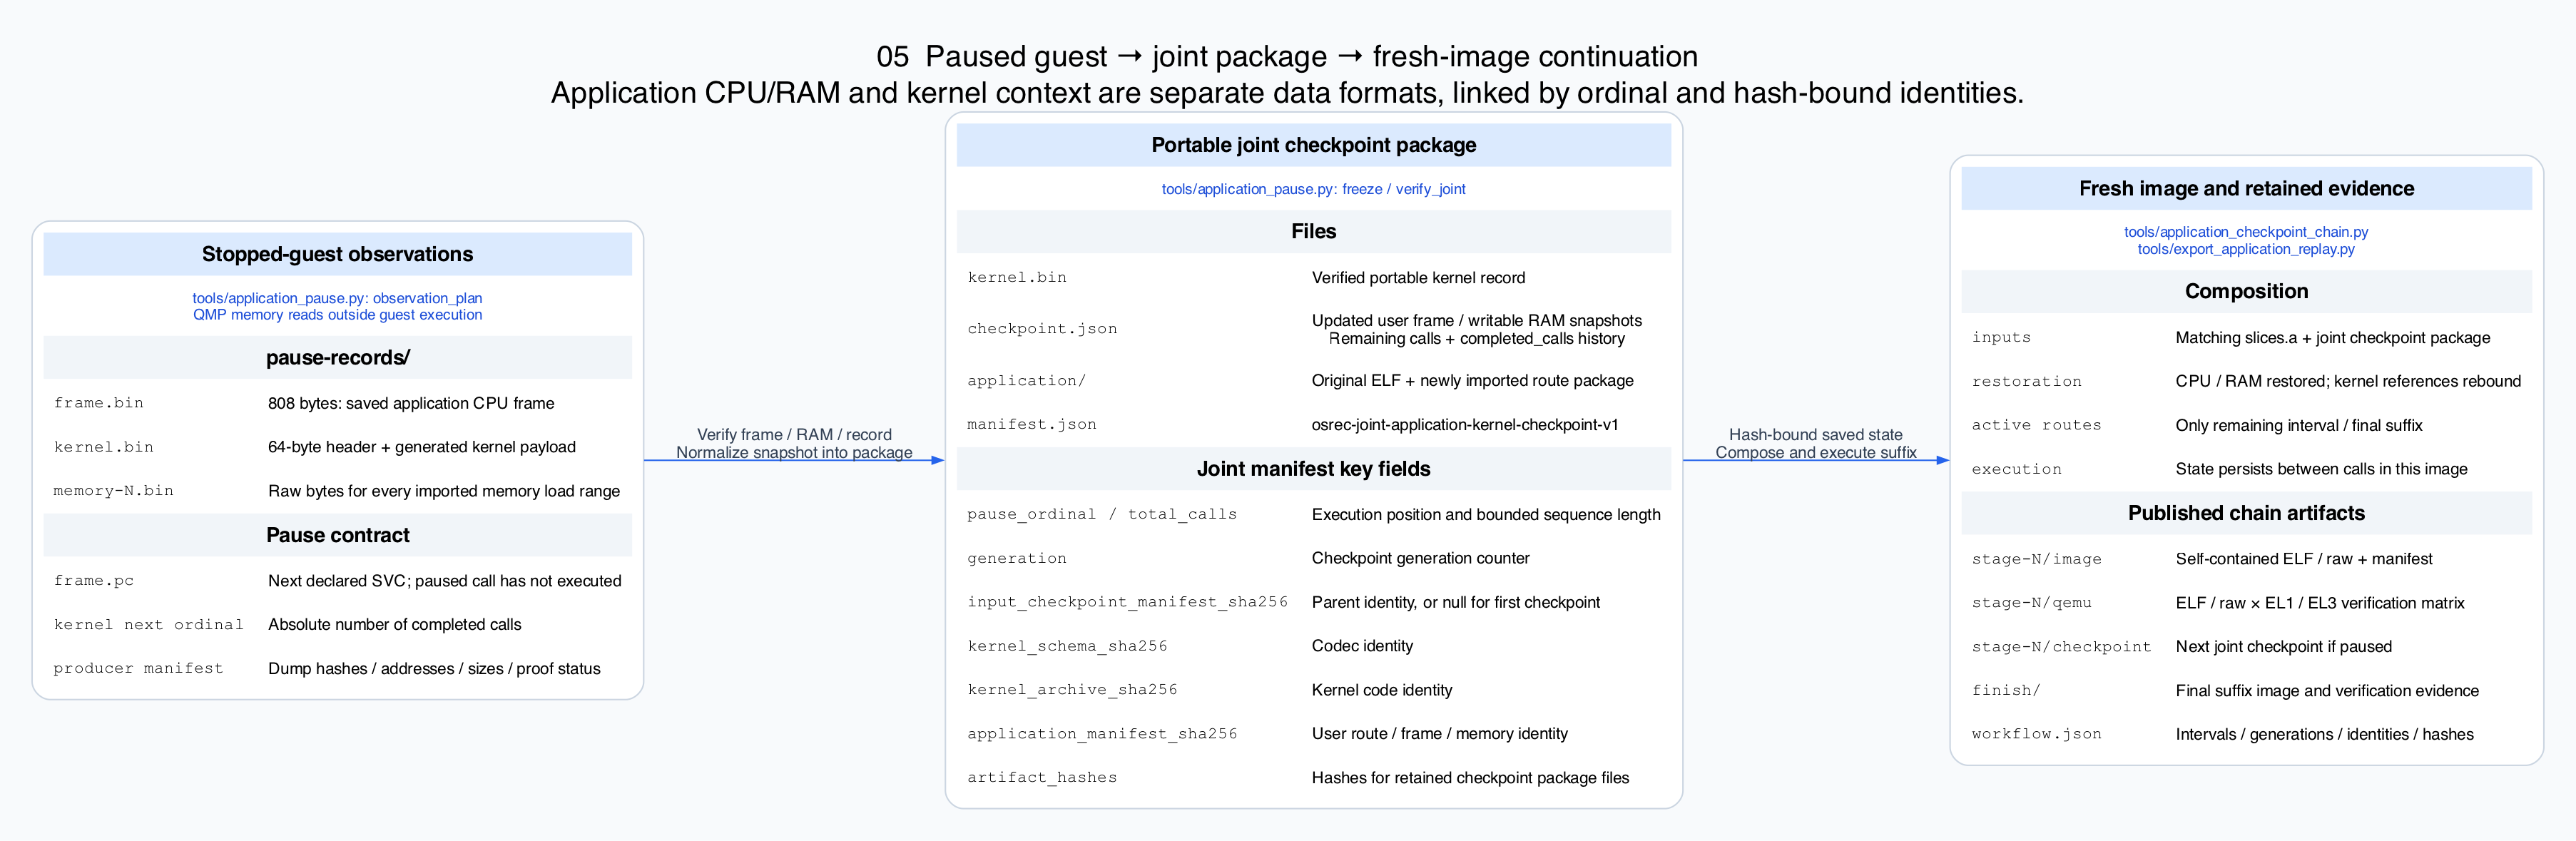 05  Paused guest → joint package → fresh-image continuation
Application CPU/RAM and kernel context are separate data formats, linked by ordinal and hash-bound identities.
Stopped-guest observations
tools/application_pause.py: observation_plan
QMP memory reads outside guest execution
pause-records/
frame.bin 808 bytes: saved application CPU frame
kernel.bin 64-byte header + generated kernel payload
memory-N.bin Raw bytes for every imported memory load range
Pause contract
frame.pc Next declared SVC; paused call has not executed
kernel next ordinal Absolute number of completed calls
producer manifest Dump hashes / addresses / sizes / proof status
Verify frame / RAM / record
Normalize snapshot into package
Portable joint checkpoint package
tools/application_pause.py: freeze / verify_joint
Files
kernel.bin Verified portable kernel record
checkpoint.json Updated user frame / writable RAM snapshots
Remaining calls + completed_calls history
application/ Original ELF + newly imported route package
manifest.json osrec-joint-application-kernel-checkpoint-v1
Joint manifest key fields
pause_ordinal / total_calls Execution position and bounded sequence length
generation Checkpoint generation counter
input_checkpoint_manifest_sha256 Parent identity, or null for first checkpoint
kernel_schema_sha256 Codec identity
kernel_archive_sha256 Kernel code identity
application_manifest_sha256 User route / frame / memory identity
artifact_hashes Hashes for retained checkpoint package files
Hash-bound saved state
Compose and execute suffix
Fresh image and retained evidence
tools/application_checkpoint_chain.py
tools/export_application_replay.py
Composition
inputs Matching slices.a + joint checkpoint package
restoration CPU / RAM restored; kernel references rebound
active routes Only remaining interval / final suffix
execution State persists between calls in this image
Published chain artifacts
stage-N/image Self-contained ELF / raw + manifest
stage-N/qemu ELF / raw × EL1 / EL3 verification matrix
stage-N/checkpoint Next joint checkpoint if paused
finish/ Final suffix image and verification evidence
workflow.json Intervals / generations / identities / hashes